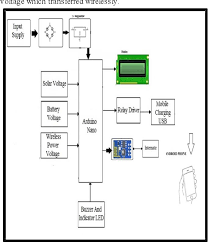 Voltage which transferred wirelessly.
Input
Supply
Solar Voltage
Battery
Voltage
Wireless
Power
Voltage
Arduino
Nano
Relay Driver
Mobile
Charging
USB
Buzzer And
Indicator LED